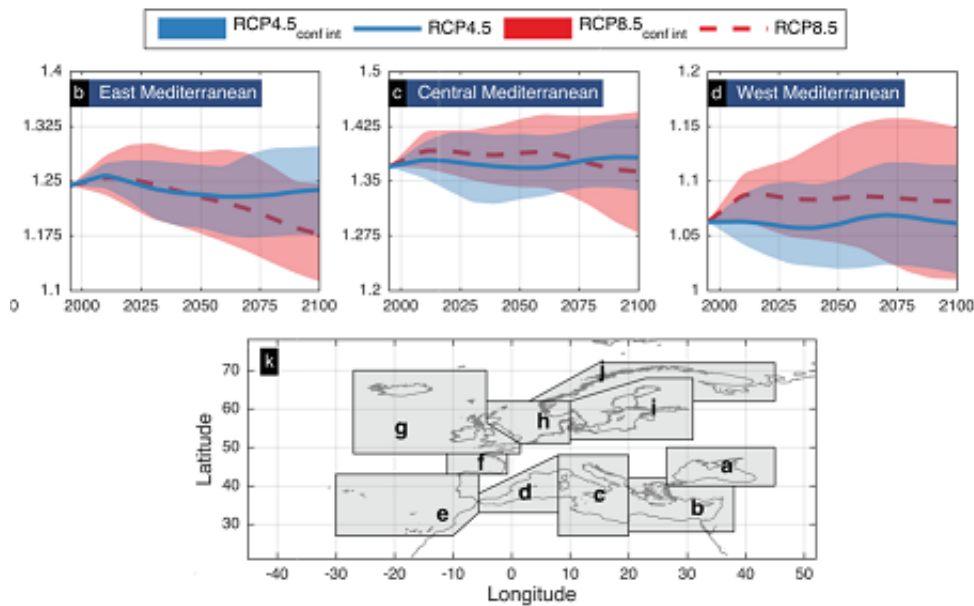 RCP4.5conf int RCP4.5 RCP8.5conf int RCP8.5
b East Mediterranean
1.4
1.325
1.25
1.175
1.1
0 2000 2025 2050 2075 2100
c Central Mediterranean
1.5
1.425
1.35
1.275
1.2
2000 2025 2050 2075 2100
d West Mediterranean
1.2
1.15
1.1
1.05
1
2000 2025 2050 2075 2100
k
Latitude
70
60
50
40
30
j
g
h
i
f
a
d
c
b
e
-40 -30 -20 -10 0 10 20 30 40 50
Longitude